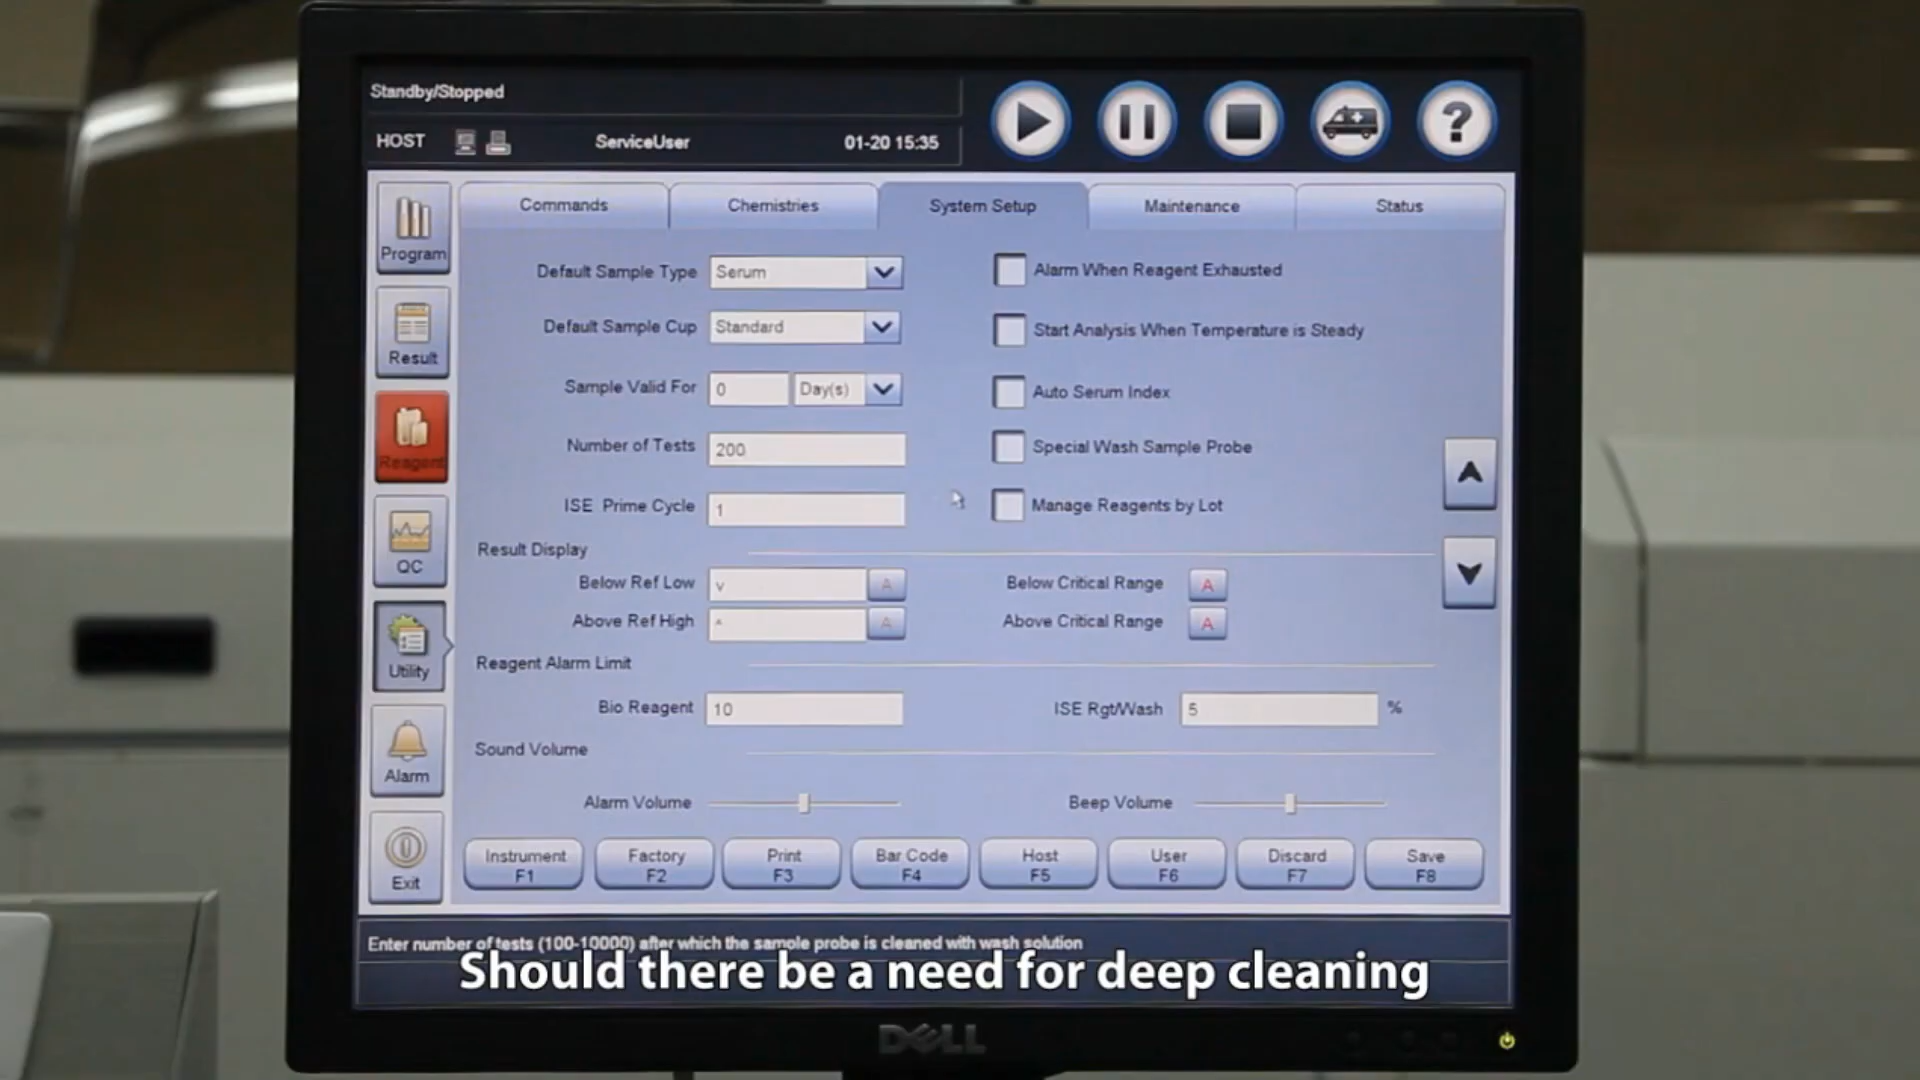 Standby/Stopped
HOST ServiceUser 01-20 15:35
?
Commands Chemistries System Setup Maintenance Status
Program
Result
Reagent
QC
Utility
Alarm
Exit
Default Sample Type Serum
Default Sample Cup Standard
Sample Valid For 0 Day(s)
Number of Tests 200
ISE Prime Cycle 1
Alarm When Reagent Exhausted
Start Analysis When Temperature is Steady
Auto Serum Index
Special Wash Sample Probe
Manage Reagents by Lot
Result Display
Below Ref Low v A Below Critical Range A
Above Ref High ^ A Above Critical Range A
Reagent Alarm Limit
Bio Reagent 10 ISE Rgt/Wash 5 %
Sound Volume
Alarm Volume Beep Volume
Instrument F1
Factory F2
Print F3
Bar Code F4
Host F5
User F6
Discard F7
Save F8
Enter number of tests (100-10000) after which the sample probe is cleaned with wash solution
Should there be a need for deep cleaning
DELL